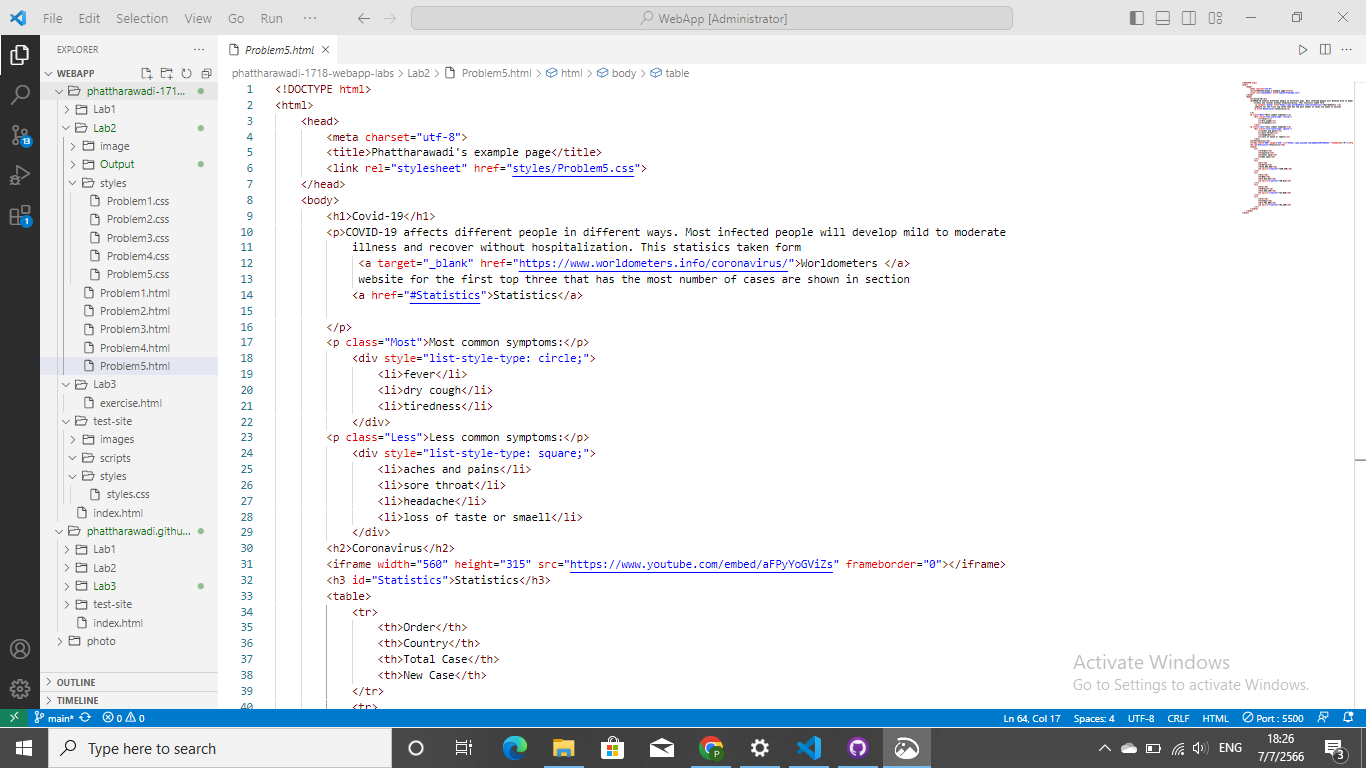 File Edit Selection View Go Run ··· WebApp [Administrator]
EXPLORER ···
WEBAPP
phattharawadi-171...
Lab1
Lab2
image
Output
styles
Problem1.css
Problem2.css
Problem3.css
Problem4.css
Problem5.css
Problem1.html
Problem2.html
Problem3.html
Problem4.html
Problem5.html
Lab3
exercise.html
test-site
images
scripts
styles
styles.css
index.html
phattharawadi.githu...
Lab1
Lab2
Lab3
test-site
index.html
photo
OUTLINE
TIMELINE
13
1
Problem5.html
phattharawadi-1718-webapp-labs > Lab2 > Problem5.html > html > body > table
1 <!DOCTYPE html>
2 <html>
3 <head>
4 <meta charset="utf-8">
5 <title>Phattharawadi's example page</title>
6 <link rel="stylesheet" href="styles/Problem5.css">
7 </head>
8 <body>
9 <h1>Covid-19</h1>
10 <p>COVID-19 affects different people in different ways. Most infected people will develop mild to moderate
11 illness and recover without hospitalization. This statisics taken form
12 <a target="_blank" href="https://www.worldometers.info/coronavirus/">Worldometers </a>
13 website for the first top three that has the most number of cases are shown in section
14 <a href="#Statistics">Statistics</a>
15
16 </p>
17 <p class="Most">Most common symptoms:</p>
18 <div style="list-style-type: circle;">
19 <li>fever</li>
20 <li>dry cough</li>
21 <li>tiredness</li>
22 </div>
23 <p class="Less">Less common symptoms:</p>
24 <div style="list-style-type: square;">
25 <li>aches and pains</li>
26 <li>sore throat</li>
27 <li>headache</li>
28 <li>loss of taste or smaell</li>
29 </div>
30 <h2>Coronavirus</h2>
31 <iframe width="560" height="315" src="https://www.youtube.com/embed/aFPyYoGViZs" frameborder="0"></iframe>
32 <h3 id="Statistics">Statistics</h3>
33 <table>
34 <tr>
35 <th>Order</th>
36 <th>Country</th>
37 <th>Total Case</th>
38 <th>New Case</th>
39 </tr>
40 <tr>
Activate Windows
Go to Settings to activate Windows.
main* 0 0 Ln 64, Col 17 Spaces: 4 UTF-8 CRLF HTML Port : 5500
Type here to search
ENG
18:26
7/7/2566
3